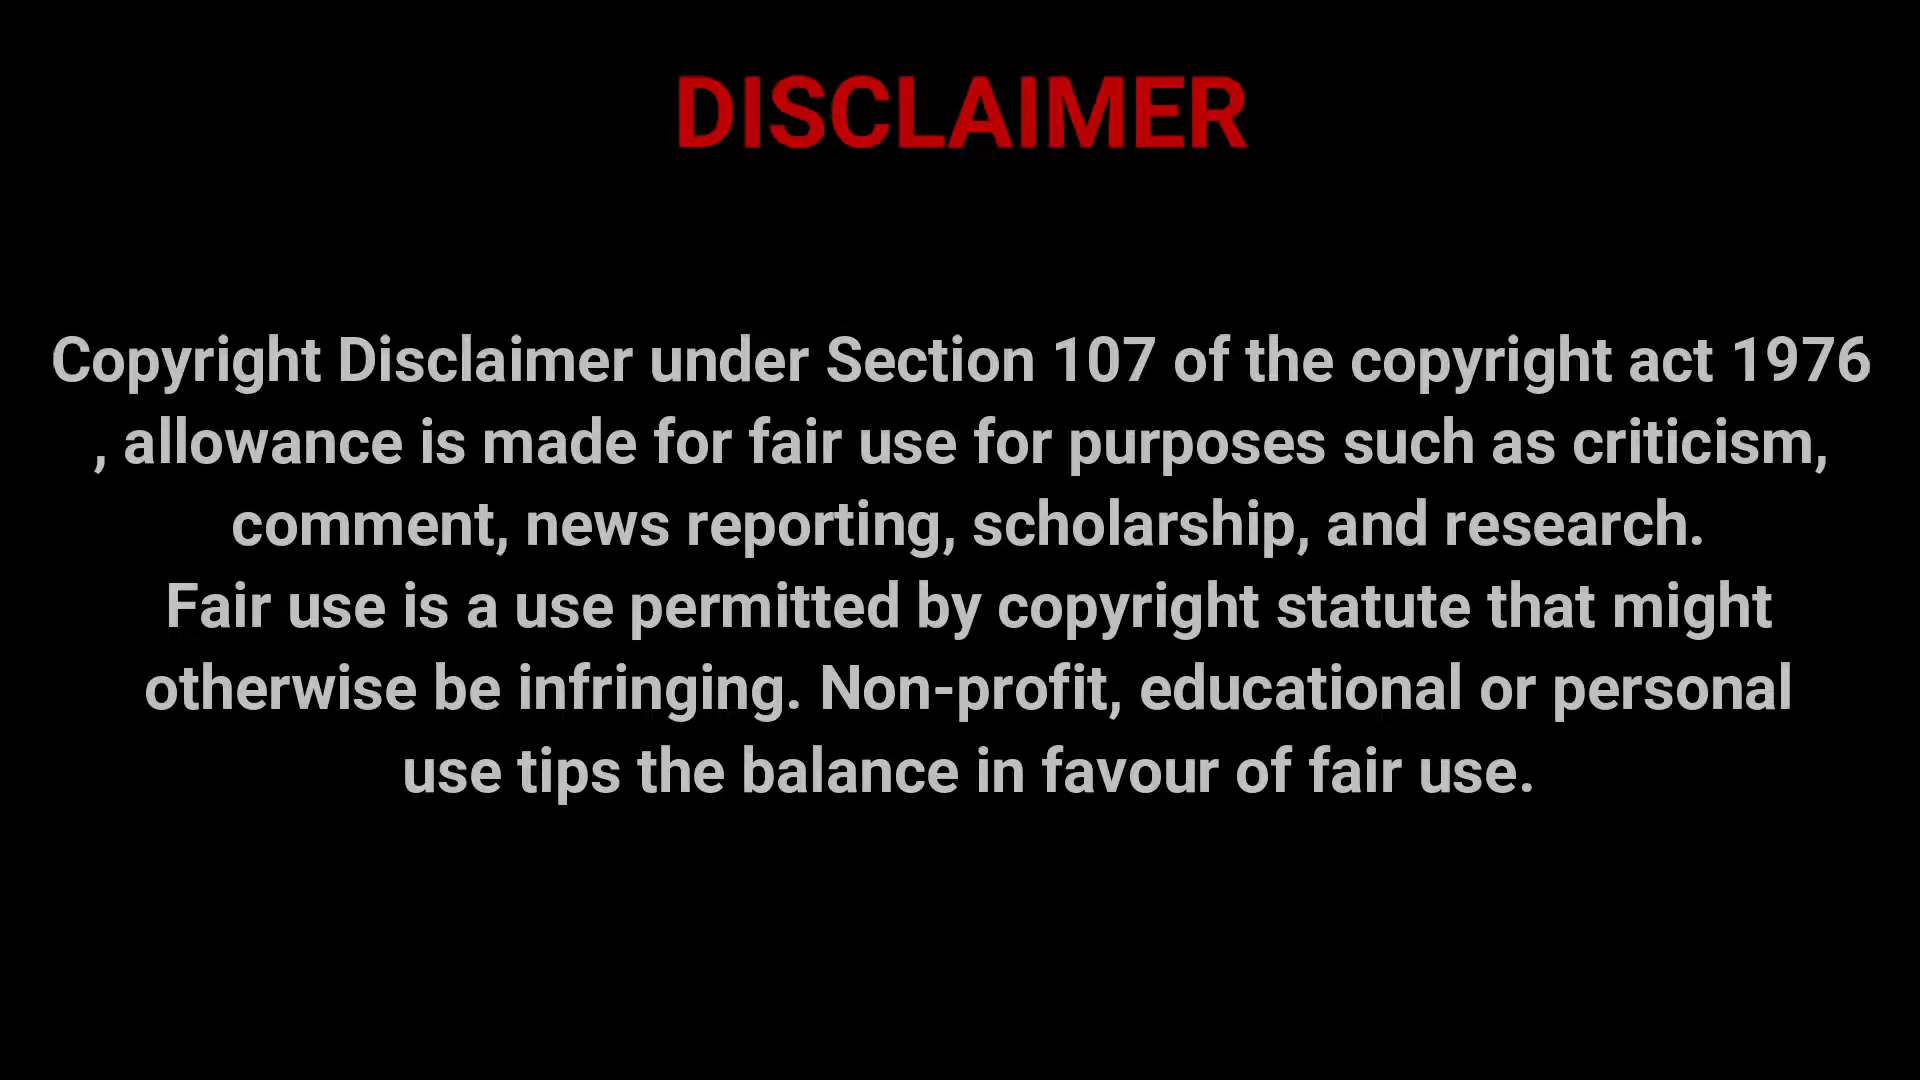 DISCLAIMER
Copyright Disclaimer under Section 107 of the copyright act 1976
, allowance is made for fair use for purposes such as criticism,
comment, news reporting, scholarship, and research.
Fair use is a use permitted by copyright statute that might
otherwise be infringing. Non-profit, educational or personal
use tips the balance in favour of fair use.